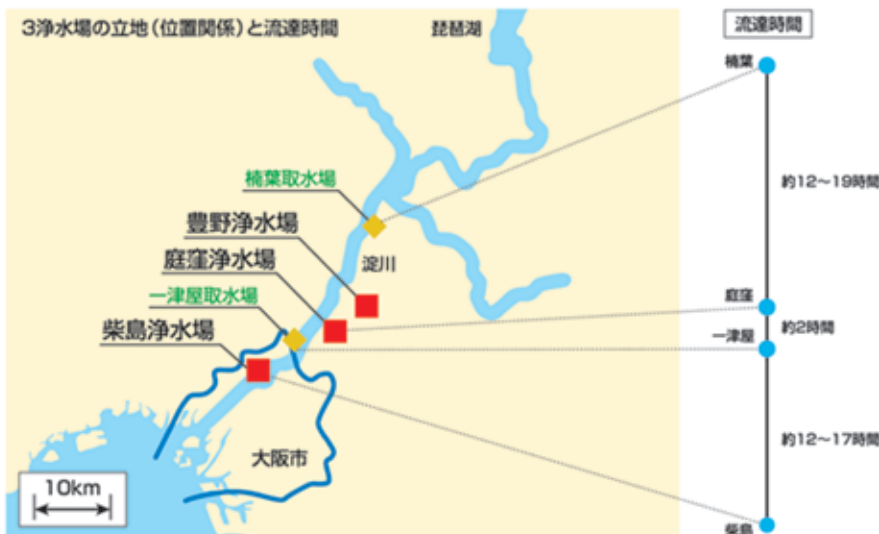 3浄水場の立地（位置関係）と流達時間
琵琶湖
流達時間
楠葉
楠葉取水場
約12〜19時間
豊野浄水場
淀川
庭窪浄水場
庭窪
一津屋取水場
約2時間
一津屋
柴島浄水場
約12〜17時間
大阪市
10km
柴島